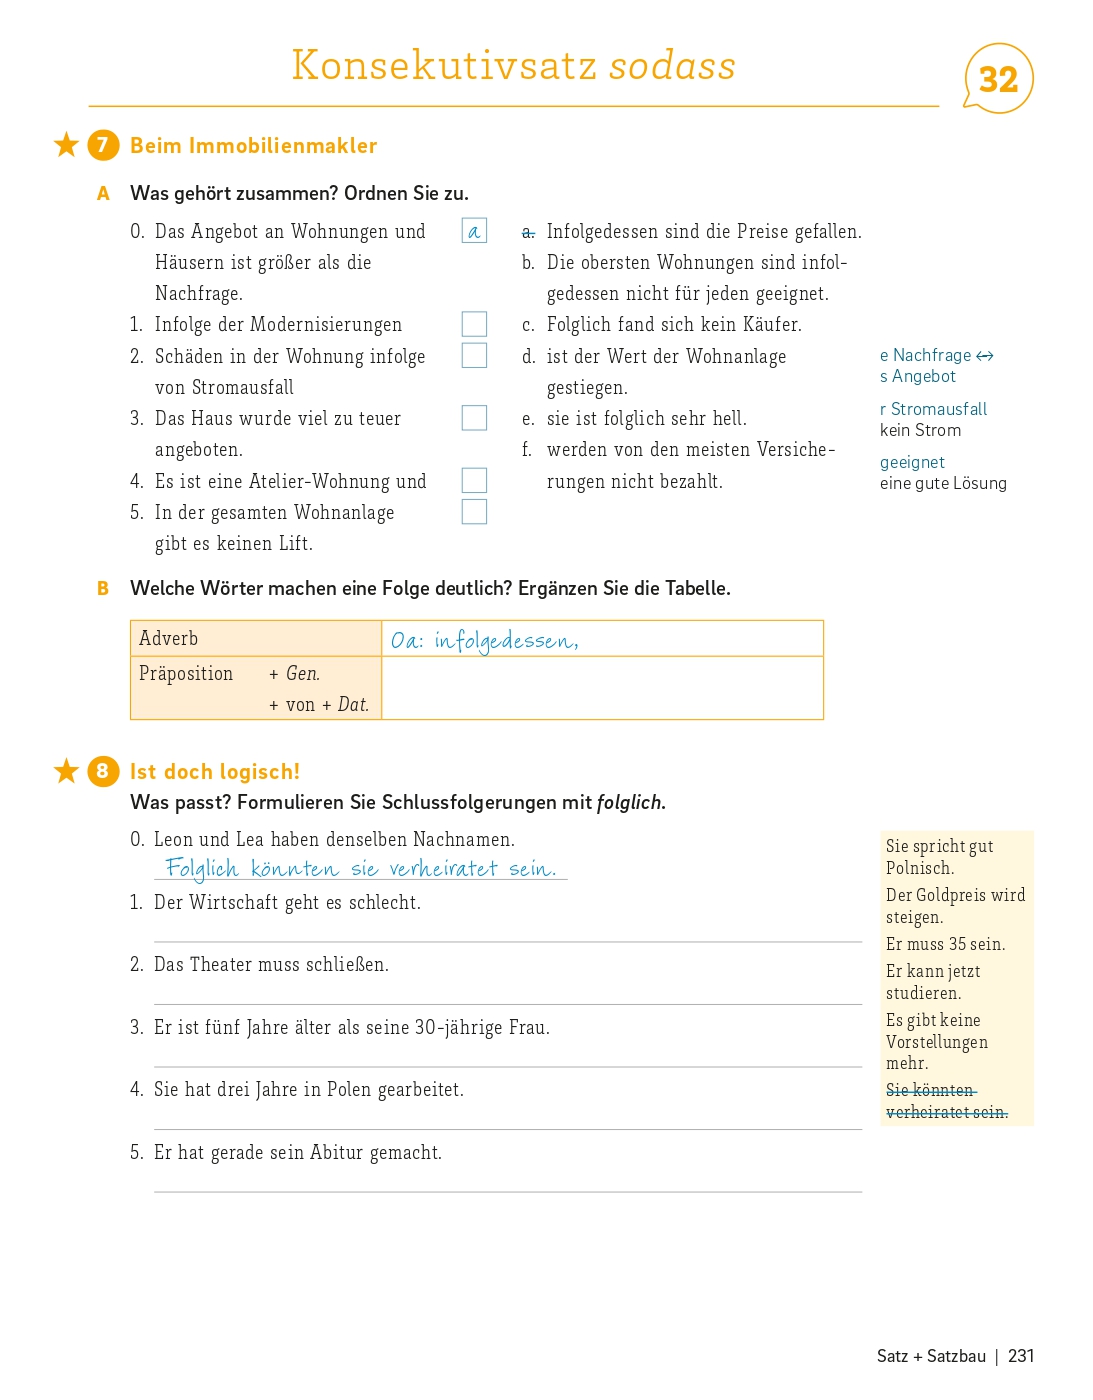 Konsekutivsatz sodass
32
7 Beim Immobilienmakler
A Was gehört zusammen? Ordnen Sie zu.
0. Das Angebot an Wohnungen und
Häusern ist größer als die
Nachfrage.
1. Infolge der Modernisierungen
2. Schäden in der Wohnung infolge
von Stromausfall
3. Das Haus wurde viel zu teuer
angeboten.
4. Es ist eine Atelier-Wohnung und
5. In der gesamten Wohnanlage
gibt es keinen Lift.
a
a. Infolgedessen sind die Preise gefallen.
b. Die obersten Wohnungen sind infol-
gedessen nicht für jeden geeignet.
c. Folglich fand sich kein Käufer.
d. ist der Wert der Wohnanlage
gestiegen.
e. sie ist folglich sehr hell.
f. werden von den meisten Versiche-
rungen nicht bezahlt.
e Nachfrage ↔
s Angebot
r Stromausfall
kein Strom
geeignet
eine gute Lösung
B Welche Wörter machen eine Folge deutlich? Ergänzen Sie die Tabelle.
Adverb
0a: infolgedessen,
Präposition + Gen.
+ von + Dat.
8 Ist doch logisch!
Was passt? Formulieren Sie Schlussfolgerungen mit folglich.
0. Leon und Lea haben denselben Nachnamen.
Folglich könnten sie verheiratet sein.
1. Der Wirtschaft geht es schlecht.
2. Das Theater muss schließen.
3. Er ist fünf Jahre älter als seine 30-jährige Frau.
4. Sie hat drei Jahre in Polen gearbeitet.
5. Er hat gerade sein Abitur gemacht.
Sie spricht gut
Polnisch.
Der Goldpreis wird
steigen.
Er muss 35 sein.
Er kann jetzt
studieren.
Es gibt keine
Vorstellungen
mehr.
Sie könnten
verheiratet sein.
Satz + Satzbau | 231